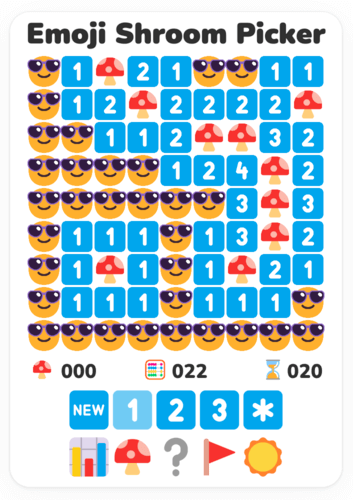 Emoji Shroom Picker
1 2 1 1 1
1 2 2 2 2 2
1 1 2 3 2
1 2 4 2
3 3
1 1 1 1 3 2
1 1 1 2 1
1 1 1 1 1 1
000 022 020
NEW 1 2 3 *
?